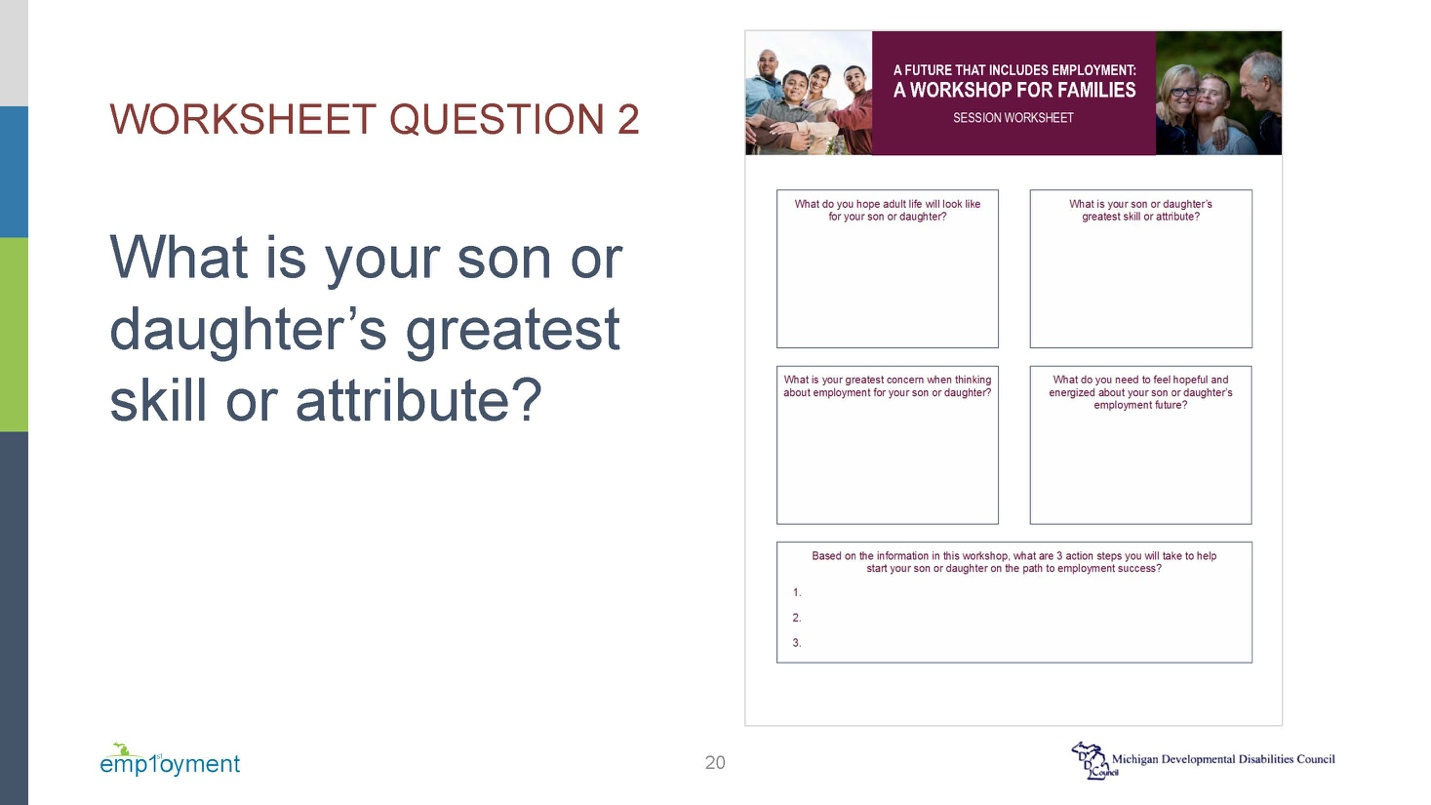 WORKSHEET QUESTION 2
What is your son or
daughter’s greatest
skill or attribute?
A FUTURE THAT INCLUDES EMPLOYMENT:
A WORKSHOP FOR FAMILIES
SESSION WORKSHEET
What do you hope adult life will look like
for your son or daughter?
What is your son or daughter’s
greatest skill or attribute?
What is your greatest concern when thinking
about employment for your son or daughter?
What do you need to feel hopeful and
energized about your son or daughter’s
employment future?
Based on the information in this workshop, what are 3 action steps you will take to help
start your son or daughter on the path to employment success?
1.
2.
3.
emp1st oyment
20
DD Council
Michigan Developmental Disabilities Council